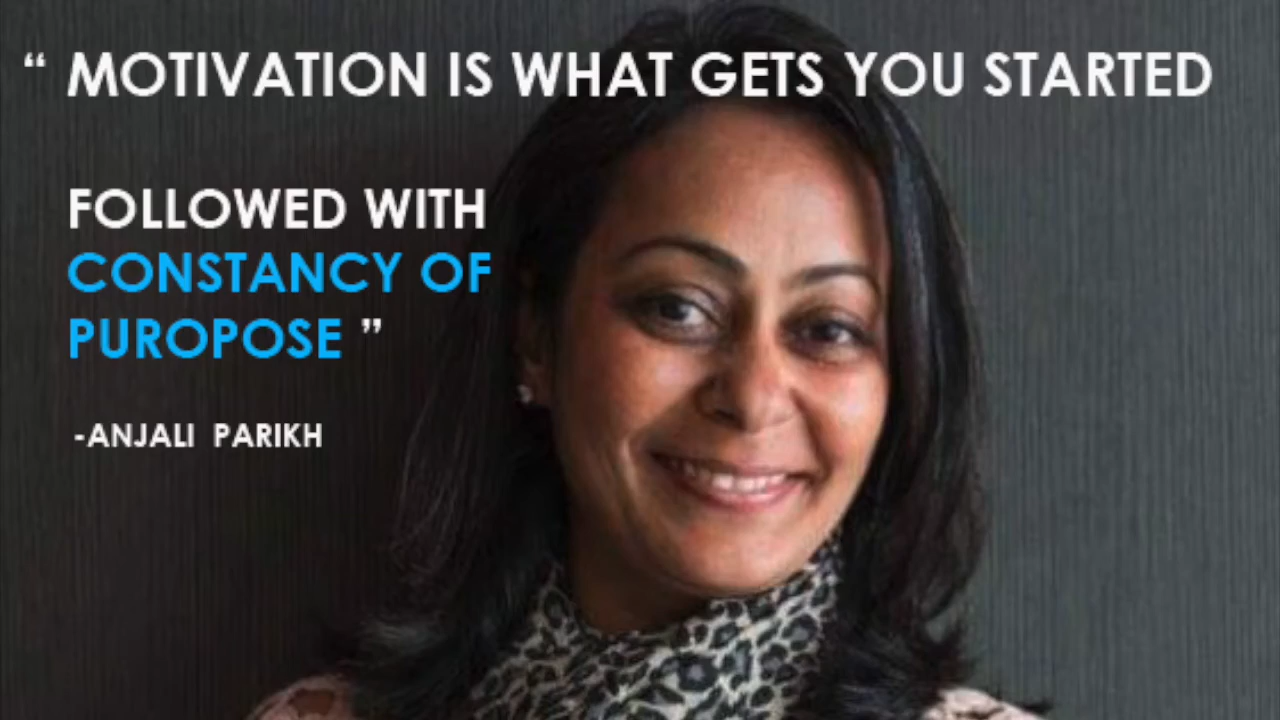 “ MOTIVATION IS WHAT GETS YOU STARTED
FOLLOWED WITH
CONSTANCY OF
PUROPOSE ”
-ANJALI PARIKH